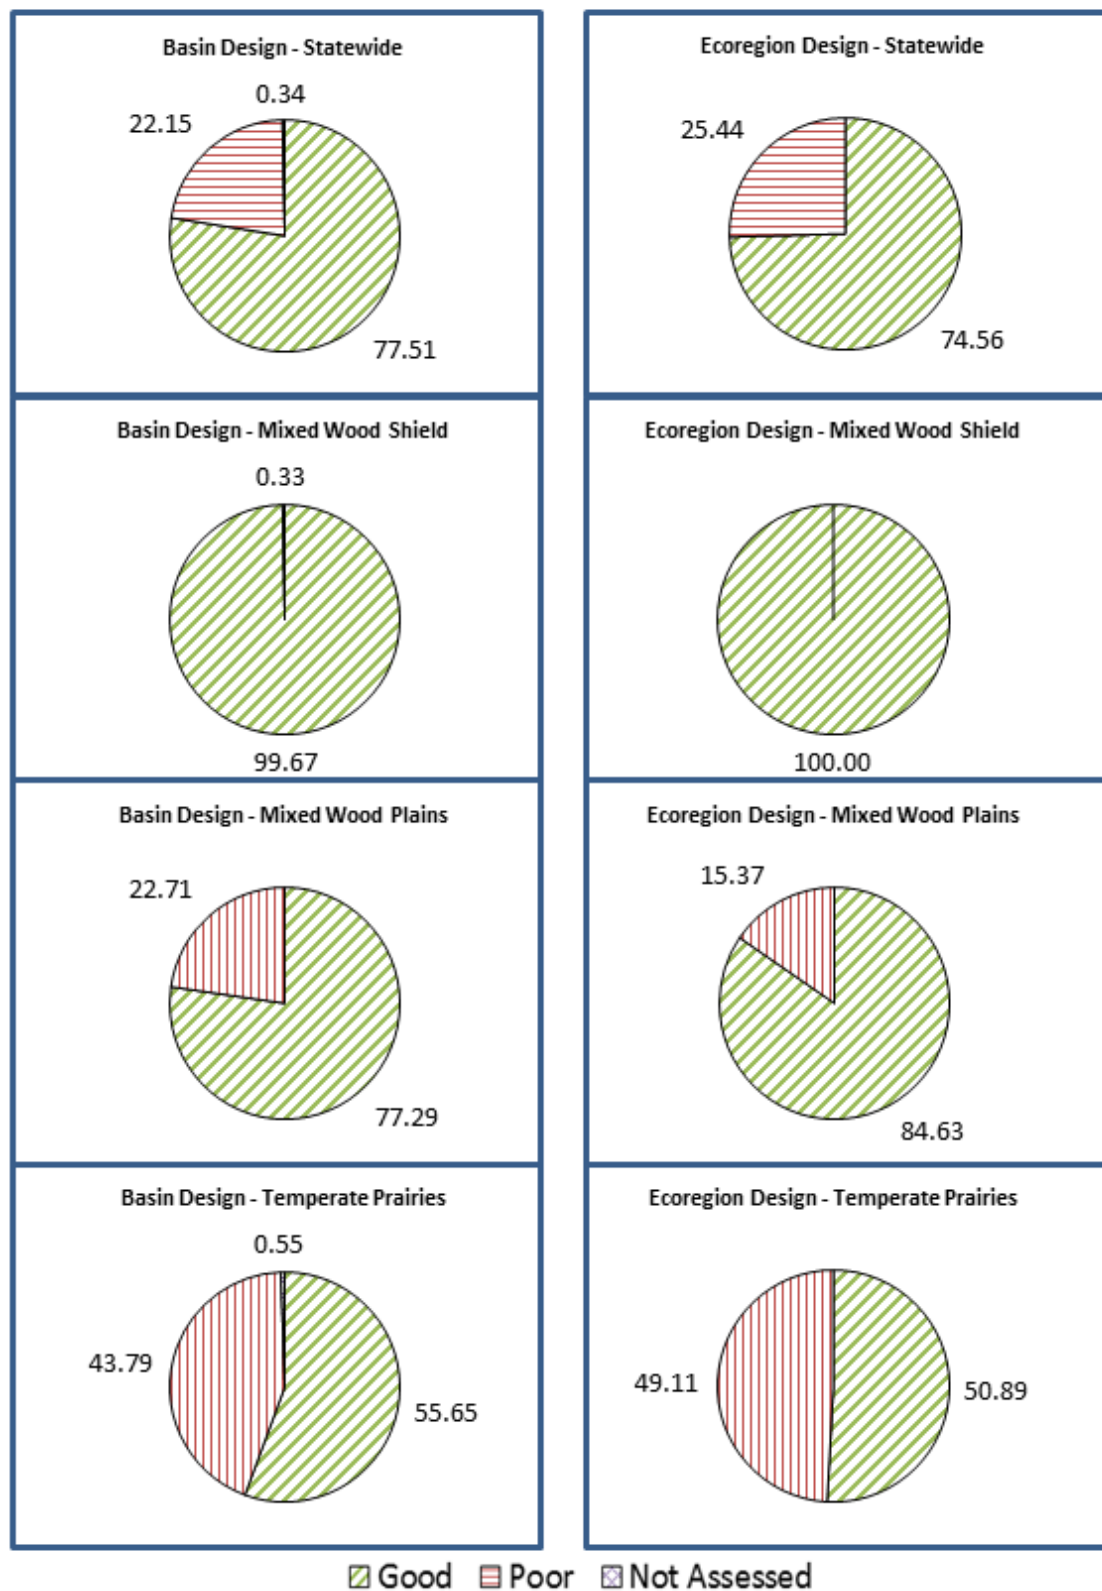 Basin Design - Statewide
0.34
22.15
77.51
Ecoregion Design - Statewide
25.44
74.56
Basin Design - Mixed Wood Shield
0.33
99.67
Ecoregion Design - Mixed Wood Shield
100.00
Basin Design - Mixed Wood Plains
22.71
77.29
Ecoregion Design - Mixed Wood Plains
15.37
84.63
Basin Design - Temperate Prairies
0.55
43.79
55.65
Ecoregion Design - Temperate Prairies
49.11
50.89
Good Poor Not Assessed